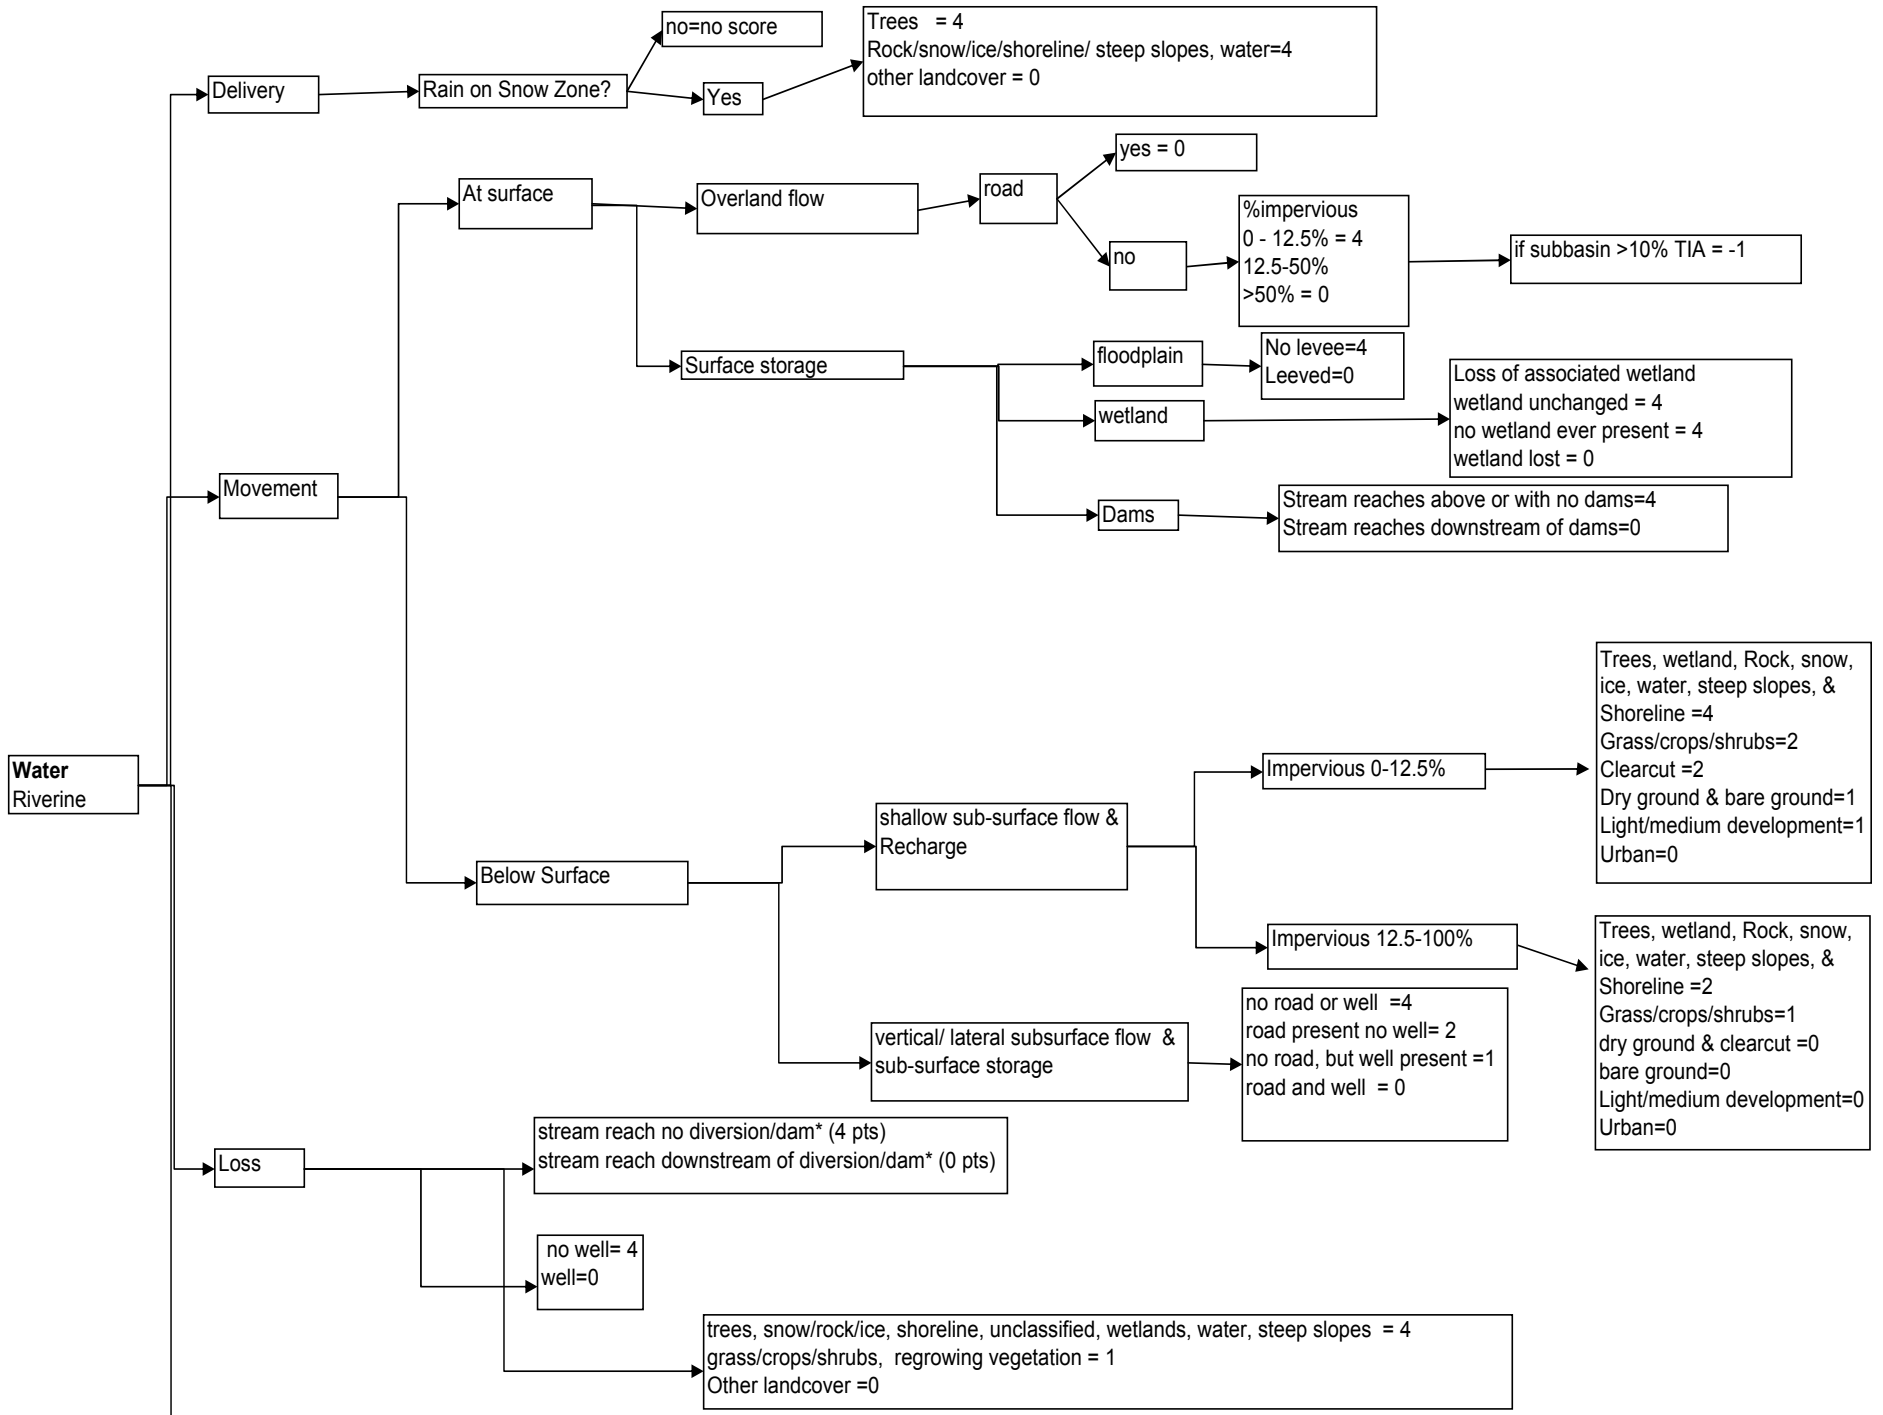 no=no score
Trees = 4
Rock/snow/ice/shoreline/ steep slopes, water=4
other landcover = 0
Delivery
Rain on Snow Zone?
Yes
yes = 0
At surface
Overland flow
road
%impervious
0 - 12.5% = 4
12.5-50%
>50% = 0
no
if subbasin >10% TIA = -1
Surface storage
floodplain
No levee=4
Leeved=0
wetland
Loss of associated wetland
wetland unchanged = 4
no wetland ever present = 4
wetland lost = 0
Movement
Dams
Stream reaches above or with no dams=4
Stream reaches downstream of dams=0
Trees, wetland, Rock, snow,
ice, water, steep slopes, &
Shoreline =4
Grass/crops/shrubs=2
Clearcut =2
Dry ground & bare ground=1
Light/medium development=1
Urban=0
Water
Riverine
Impervious 0-12.5%
shallow sub-surface flow &
Recharge
Below Surface
Impervious 12.5-100%
Trees, wetland, Rock, snow,
ice, water, steep slopes, &
Shoreline =2
Grass/crops/shrubs=1
dry ground & clearcut =0
bare ground=0
Light/medium development=0
Urban=0
vertical/ lateral subsurface flow &
sub-surface storage
no road or well =4
road present no well= 2
no road, but well present =1
road and well = 0
Loss
stream reach no diversion/dam* (4 pts)
stream reach downstream of diversion/dam* (0 pts)
no well= 4
well=0
trees, snow/rock/ice, shoreline, unclassified, wetlands, water, steep slopes = 4
grass/crops/shrubs, regrowing vegetation = 1
Other landcover =0